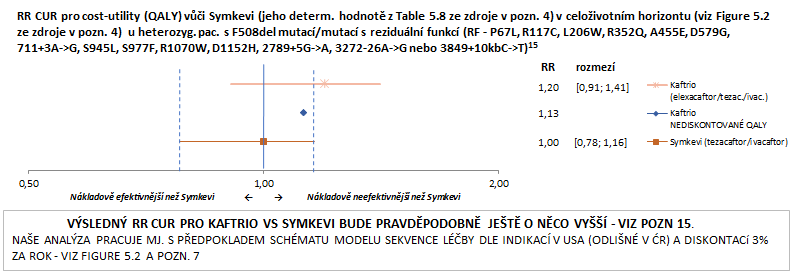 RR CUR pro cost-utility (QALY) vůči Symkevi (jeho determ. hodnotě z Table 5.8 ze zdroje v pozn. 4) v celoživotním horizontu (viz Figure 5.2
ze zdroje v pozn. 4)  u heterozyg. pac. s F508del mutací/mutací s reziduální funkcí (RF - P67L, R117C, L206W, R352Q, A455E, D579G,
711+3A->G, S945L, S977F, R1070W, D1152H, 2789+5G->A, 3272-26A->G nebo 3849+10kbC->T)15
RR rozmezí
1,20 [0,91; 1,41] Kaftrio
(elexacaftor/tezac./ivac.)
1,13 Kaftrio
NEDISKONTOVANÉ QALY
1,00 [0,78; 1,16] Symkevi (tezacaftor/ivacaftor)
0,50 1,00 2,00
Nákladově efektivnější než Symkevi ← → Nákladově neefektivnější než Symkevi
VÝSLEDNÝ RR CUR PRO KAFTRIO VS SYMKEVI BUDE PRAVDĚPODOBNĚ JEŠTĚ O NĚCO VYŠŠÍ - VIZ POZN 15.
NAŠE ANALÝZA PRACUJE MJ. S PŘEDPOKLADEM SCHÉMATU MODELU SEKVENCE LÉČBY DLE INDIKACÍ V USA (ODLIŠNÉ V ČR) A DISKONTACí 3%
ZA ROK - VIZ FIGURE 5.2 A POZN. 7